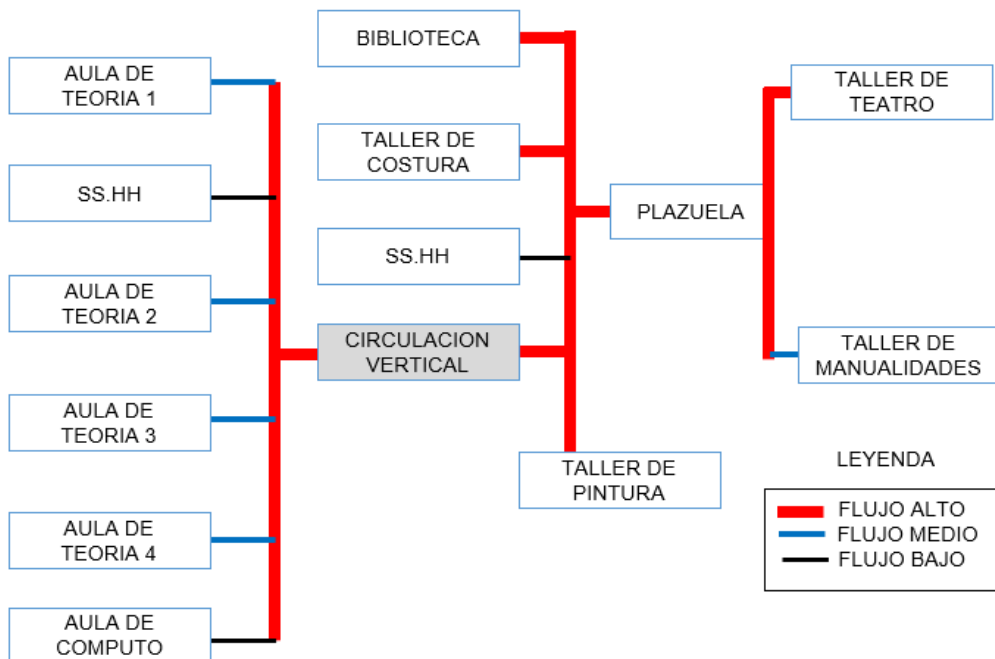 AULA DE
TEORIA 1
SS.HH
AULA DE
TEORIA 2
AULA DE
TEORIA 3
AULA DE
TEORIA 4
AULA DE
COMPUTO
BIBLIOTECA
TALLER DE
COSTURA
SS.HH
CIRCULACION
VERTICAL
TALLER DE
PINTURA
PLAZUELA
TALLER DE
TEATRO
TALLER DE
MANUALIDADES
LEYENDA
FLUJO ALTO
FLUJO MEDIO
FLUJO BAJO